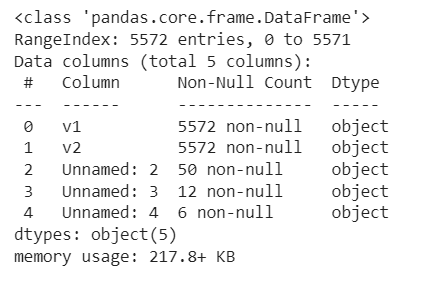 <class 'pandas.core.frame.DataFrame'>
RangeIndex: 5572 entries, 0 to 5571
Data columns (total 5 columns):
 #   Column      Non-Null Count  Dtype
---  ------      --------------  -----
 0   v1          5572 non-null   object
 1   v2          5572 non-null   object
 2   Unnamed: 2  50 non-null     object
 3   Unnamed: 3  12 non-null     object
 4   Unnamed: 4  6 non-null      object
dtypes: object(5)
memory usage: 217.8+ KB